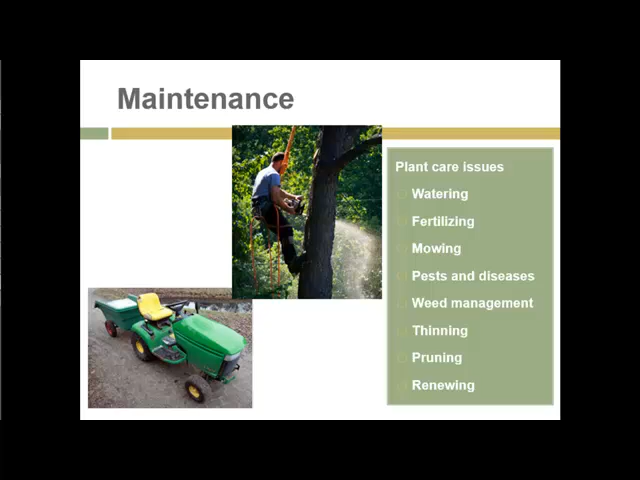 Maintenance
Plant care issues
Watering
Fertilizing
Mowing
Pests and diseases
Weed management
Thinning
Pruning
Renewing